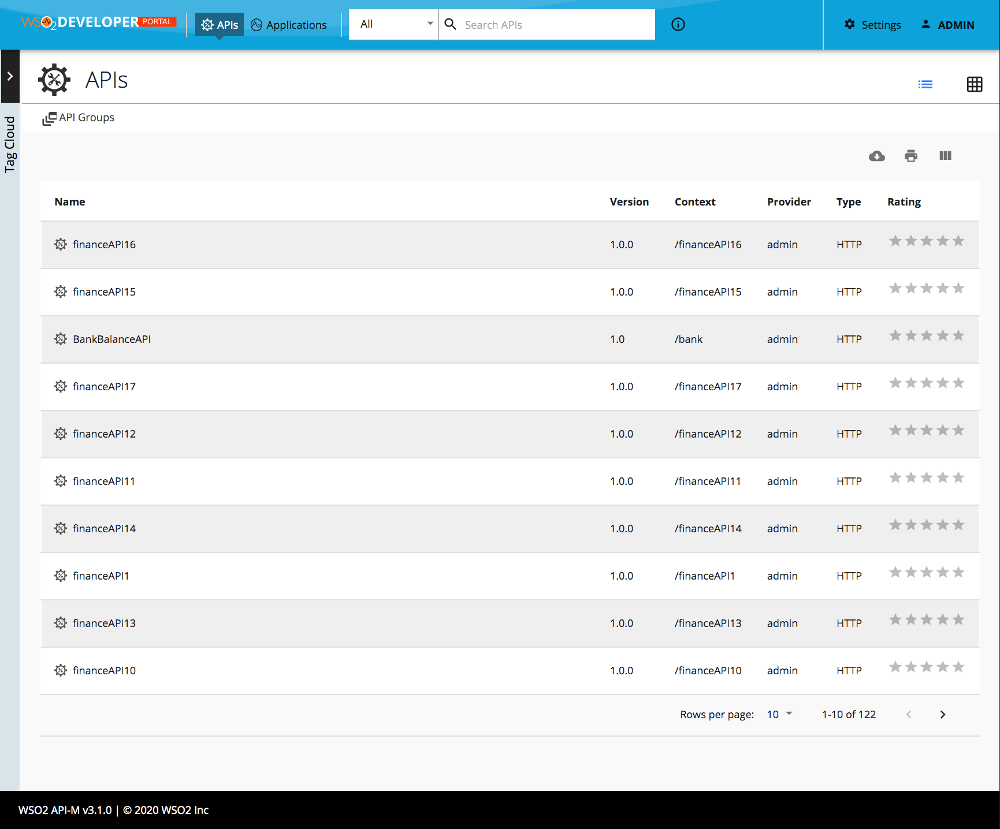 WSO2 DEVELOPER PORTAL APIs Applications All Search APIs Settings ADMIN
APIs
API Groups
Tag Cloud
Name Version Context Provider Type Rating
financeAPI16 1.0.0 /financeAPI16 admin HTTP
financeAPI15 1.0.0 /financeAPI15 admin HTTP
BankBalanceAPI 1.0 /bank admin HTTP
financeAPI17 1.0.0 /financeAPI17 admin HTTP
financeAPI12 1.0.0 /financeAPI12 admin HTTP
financeAPI11 1.0.0 /financeAPI11 admin HTTP
financeAPI14 1.0.0 /financeAPI14 admin HTTP
financeAPI1 1.0.0 /financeAPI1 admin HTTP
financeAPI13 1.0.0 /financeAPI13 admin HTTP
financeAPI10 1.0.0 /financeAPI10 admin HTTP
Rows per page: 10 1-10 of 122
WSO2 API-M v3.1.0 | © 2020 WSO2 Inc